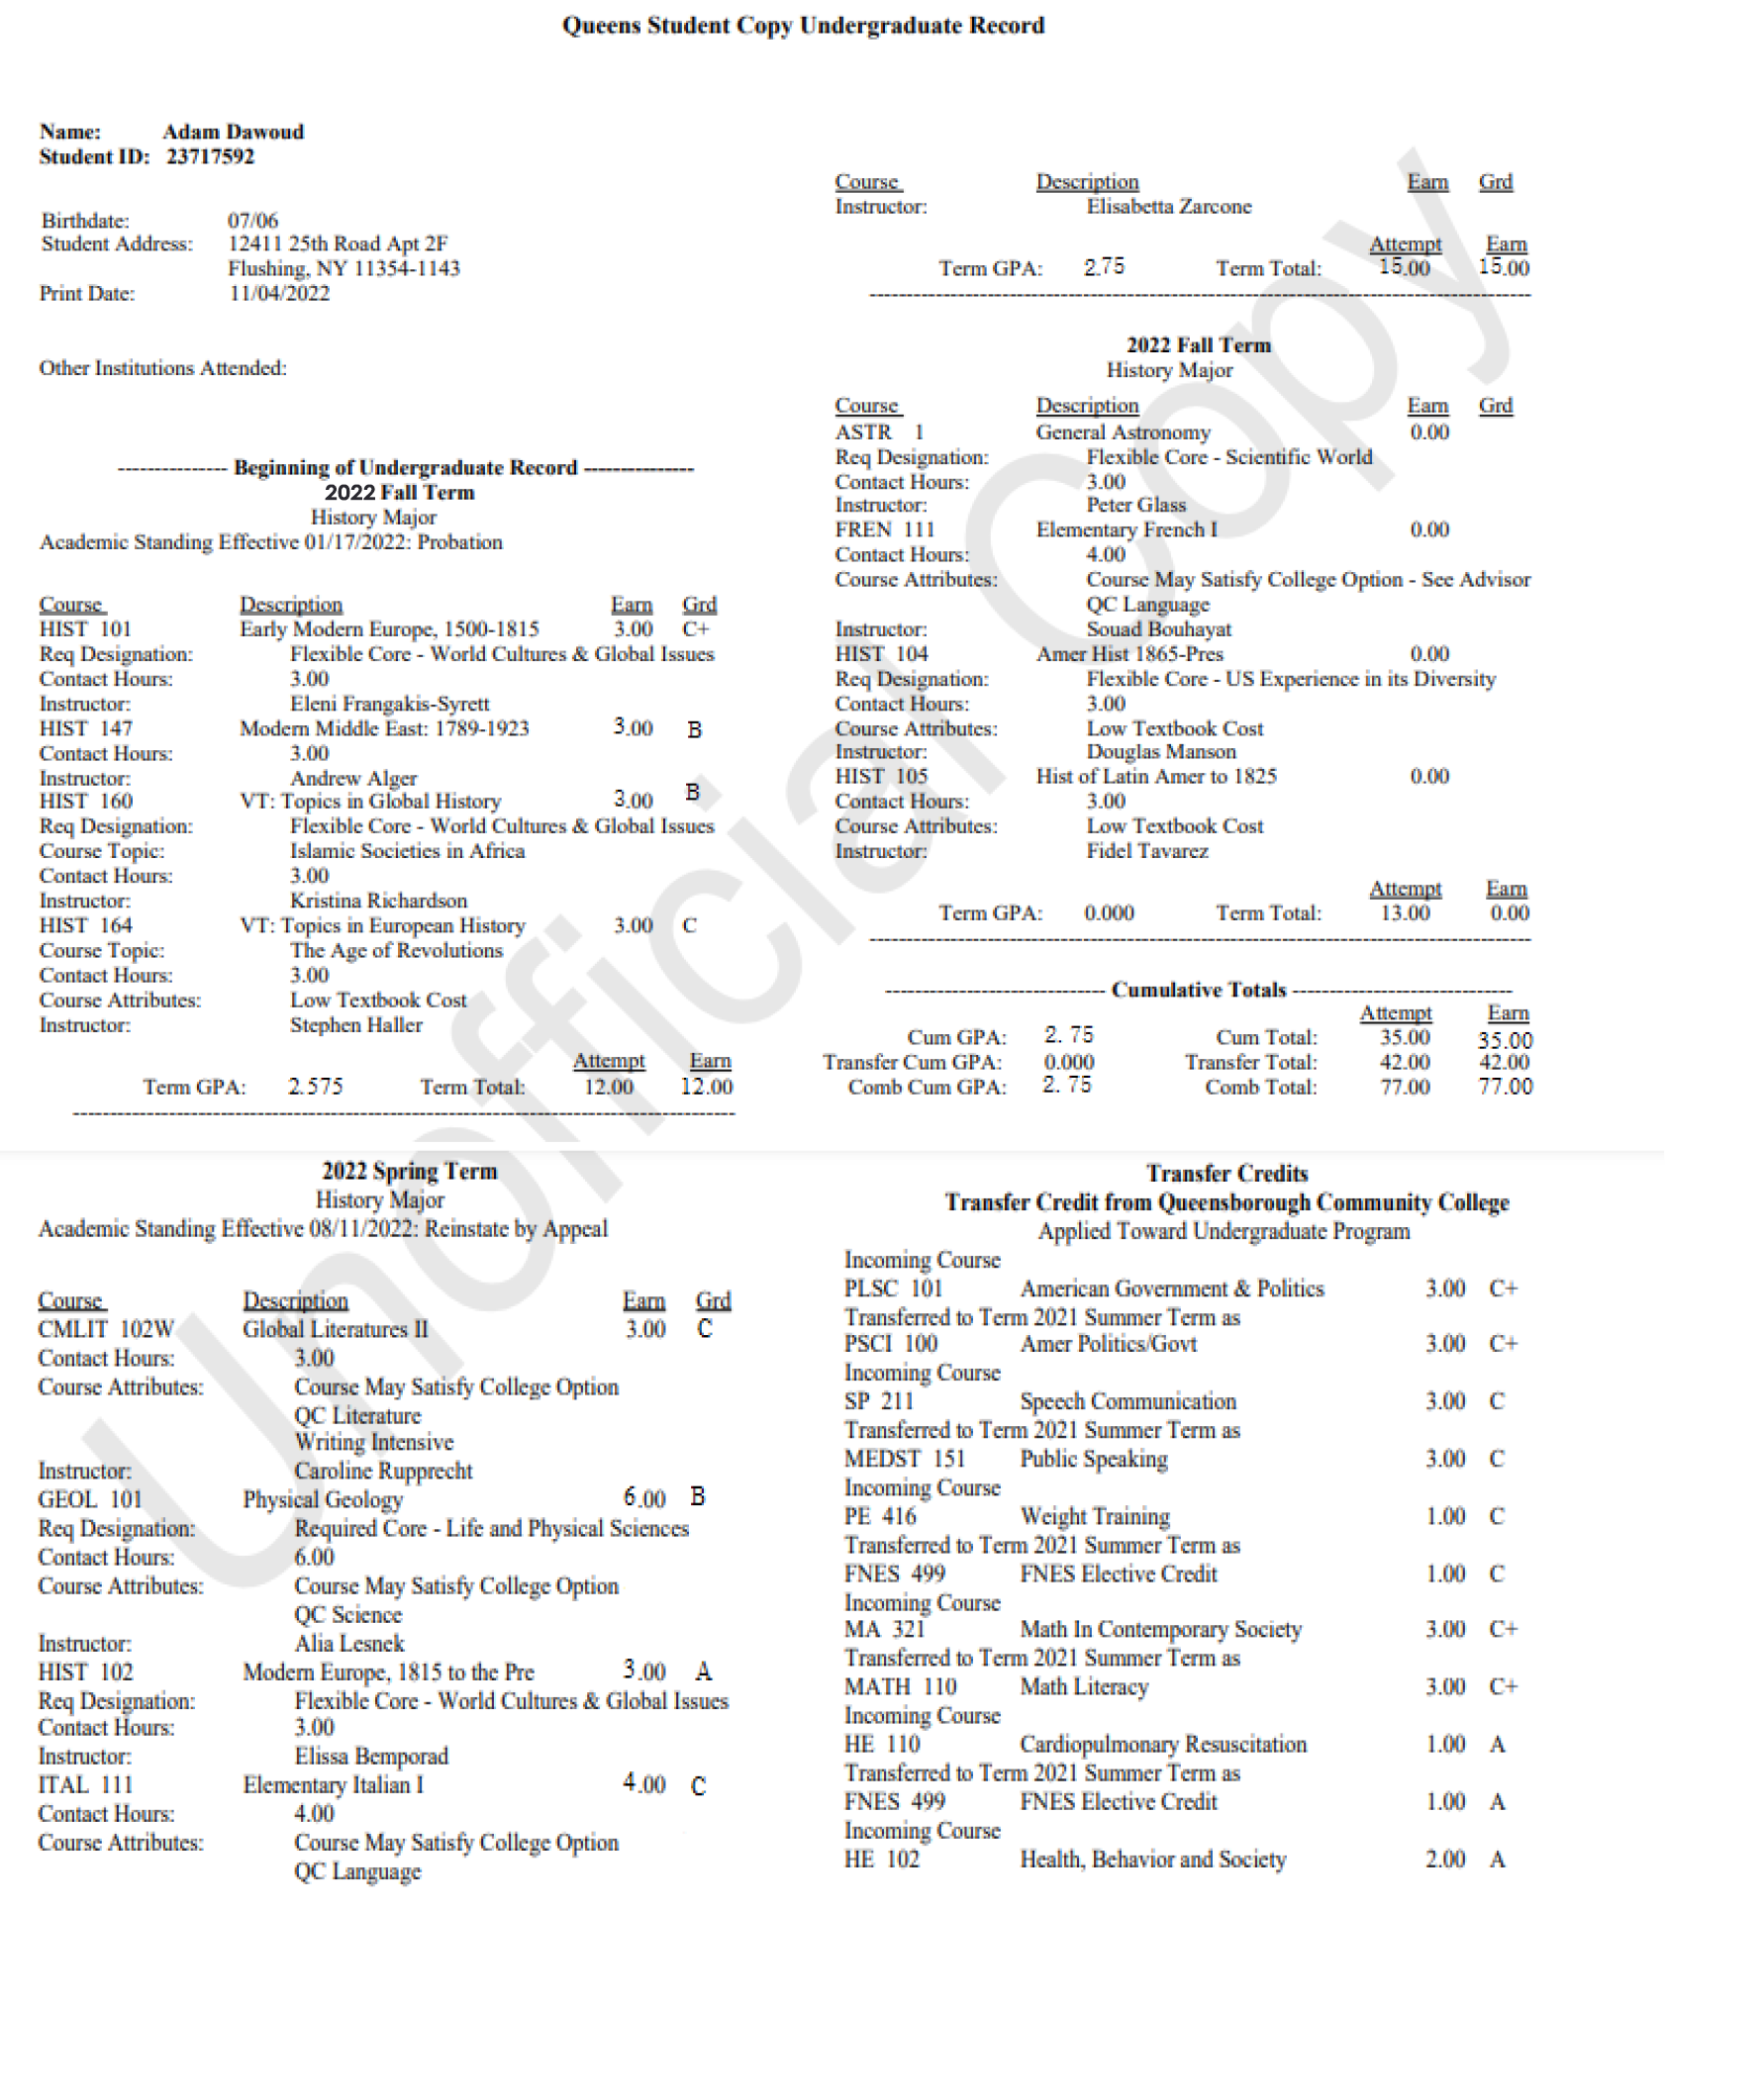 Queens Student Copy Undergraduate Record
Name: Adam Dawoud
Student ID: 23717592
Birthdate: 07/06
Student Address: 12411 25th Road Apt 2F
Flushing, NY 11354-1143
Print Date: 11/04/2022
Other Institutions Attended:
--------------- Beginning of Undergraduate Record ---------------
2022 Fall Term
History Major
Academic Standing Effective 01/17/2022: Probation
Course Description Earn Grd
HIST 101 Early Modern Europe, 1500-1815 3.00 C+
Req Designation: Flexible Core - World Cultures & Global Issues
Contact Hours: 3.00
Instructor: Eleni Frangakis-Syrett
HIST 147 Modern Middle East: 1789-1923 3.00 B
Contact Hours: 3.00
Instructor: Andrew Alger
HIST 160 VT: Topics in Global History 3.00 B
Req Designation: Flexible Core - World Cultures & Global Issues
Course Topic: Islamic Societies in Africa
Contact Hours: 3.00
Instructor: Kristina Richardson
HIST 164 VT: Topics in European History 3.00 C
Course Topic: The Age of Revolutions
Contact Hours: 3.00
Course Attributes: Low Textbook Cost
Instructor: Stephen Haller
Attempt Earn
Term GPA: 2.575 Term Total: 12.00 12.00
2022 Spring Term
History Major
Academic Standing Effective 08/11/2022: Reinstate by Appeal
Course Description Earn Grd
CMLIT 102W Global Literatures II 3.00 C
Contact Hours: 3.00
Course Attributes: Course May Satisfy College Option
QC Literature
Writing Intensive
Instructor: Caroline Rupprecht
GEOL 101 Physical Geology 6.00 B
Req Designation: Required Core - Life and Physical Sciences
Contact Hours: 6.00
Course Attributes: Course May Satisfy College Option
QC Science
Instructor: Alia Lesnek
HIST 102 Modern Europe, 1815 to the Pre 3.00 A
Req Designation: Flexible Core - World Cultures & Global Issues
Contact Hours: 3.00
Instructor: Elissa Bemporad
ITAL 111 Elementary Italian I 4.00 C
Contact Hours: 4.00
Course Attributes: Course May Satisfy College Option
QC Language
Course Description Earn Grd
Instructor: Elisabetta Zarcone
Attempt Earn
Term GPA: 2.75 Term Total: 15.00 15.00
2022 Fall Term
History Major
Course Description Earn Grd
ASTR 1 General Astronomy 0.00
Req Designation: Flexible Core - Scientific World
Contact Hours: 3.00
Instructor: Peter Glass
FREN 111 Elementary French I 0.00
Contact Hours: 4.00
Course Attributes: Course May Satisfy College Option - See Advisor
QC Language
Instructor: Souad Bouhayat
HIST 104 Amer Hist 1865-Pres 0.00
Req Designation: Flexible Core - US Experience in its Diversity
Contact Hours: 3.00
Course Attributes: Low Textbook Cost
Instructor: Douglas Manson
HIST 105 Hist of Latin Amer to 1825 0.00
Contact Hours: 3.00
Course Attributes: Low Textbook Cost
Instructor: Fidel Tavarez
Attempt Earn
Term GPA: 0.000 Term Total: 13.00 0.00
------------------------------ Cumulative Totals ------------------------------
Attempt Earn
Cum GPA: 2. 75 Cum Total: 35.00 35.00
Transfer Cum GPA: 0.000 Transfer Total: 42.00 42.00
Comb Cum GPA: 2. 75 Comb Total: 77.00 77.00
Transfer Credits
Transfer Credit from Queensborough Community College
Applied Toward Undergraduate Program
Incoming Course
PLSC 101 American Government & Politics 3.00 C+
Transferred to Term 2021 Summer Term as
PSCI 100 Amer Politics/Govt 3.00 C+
Incoming Course
SP 211 Speech Communication 3.00 C
Transferred to Term 2021 Summer Term as
MEDST 151 Public Speaking 3.00 C
Incoming Course
PE 416 Weight Training 1.00 C
Transferred to Term 2021 Summer Term as
FNES 499 FNES Elective Credit 1.00 C
Incoming Course
MA 321 Math In Contemporary Society 3.00 C+
Transferred to Term 2021 Summer Term as
MATH 110 Math Literacy 3.00 C+
Incoming Course
HE 110 Cardiopulmonary Resuscitation 1.00 A
Transferred to Term 2021 Summer Term as
FNES 499 FNES Elective Credit 1.00 A
Incoming Course
HE 102 Health, Behavior and Society 2.00 A
Unofficial Copy